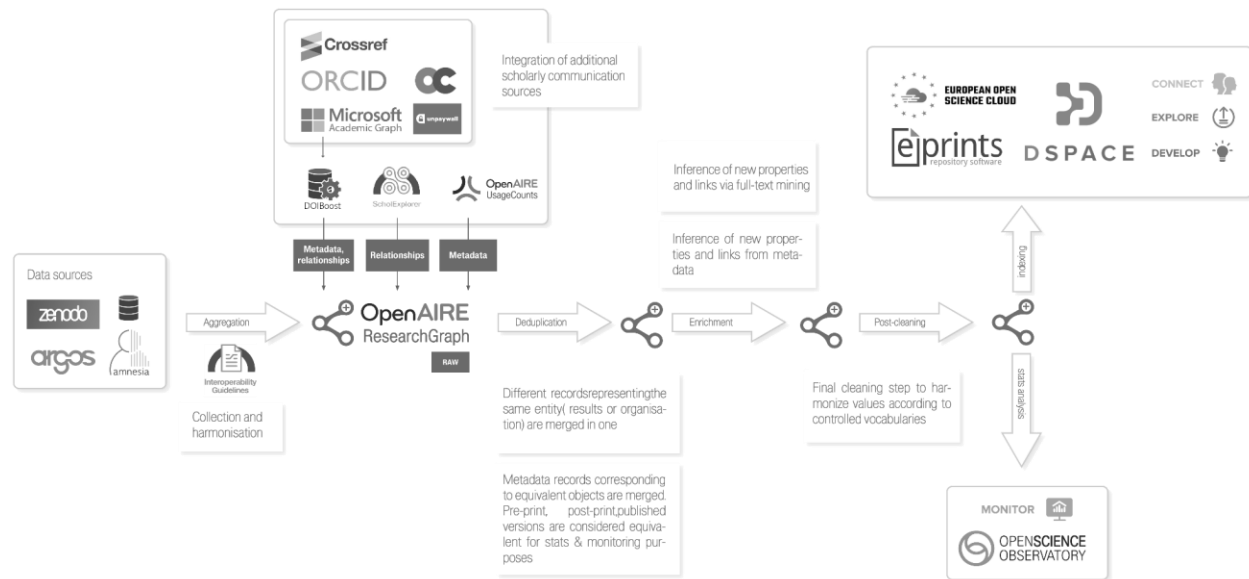 Crossref
ORCID
Microsoft
Academic Graph
unpaywall
Integration of additional
scholarly communication
sources
DOIBoost
ScholExplorer
OpenAIRE
UsageCounts
Metadata,
relationships
Relationships
Metadata
Data sources
zenodo
argos
amnesia
Aggregation
Interoperability
Guidelines
Collection and
harmonisation
OpenAIRE
ResearchGraph
RAW
Deduplication
Different recordsrepresentingthe
same entity( results or organisa-
tion) are merged in one
Metadata records corresponding
to equivalent objects are merged.
Pre-print, post-print,published
versions are considered equiva-
lent for stats & monitoring pur-
poses
Inference of new properties
and links via full-text mining
Inference of new proper-
ties and links from meta-
data
Enrichment
Post-cleaning
Final cleaning step to har-
monize values according to
controlled vocabularies
indexing
stats analysis
EUROPEAN OPEN
SCIENCE CLOUD
eprints
repository software
DSPACE
CONNECT
EXPLORE
DEVELOP
MONITOR
OPENSCIENCE
OBSERVATORY